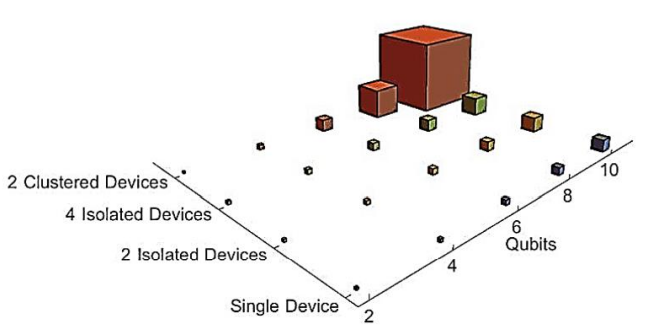 2 Clustered Devices
4 Isolated Devices
2 Isolated Devices
Single Device
2
4
6
8
10
Qubits